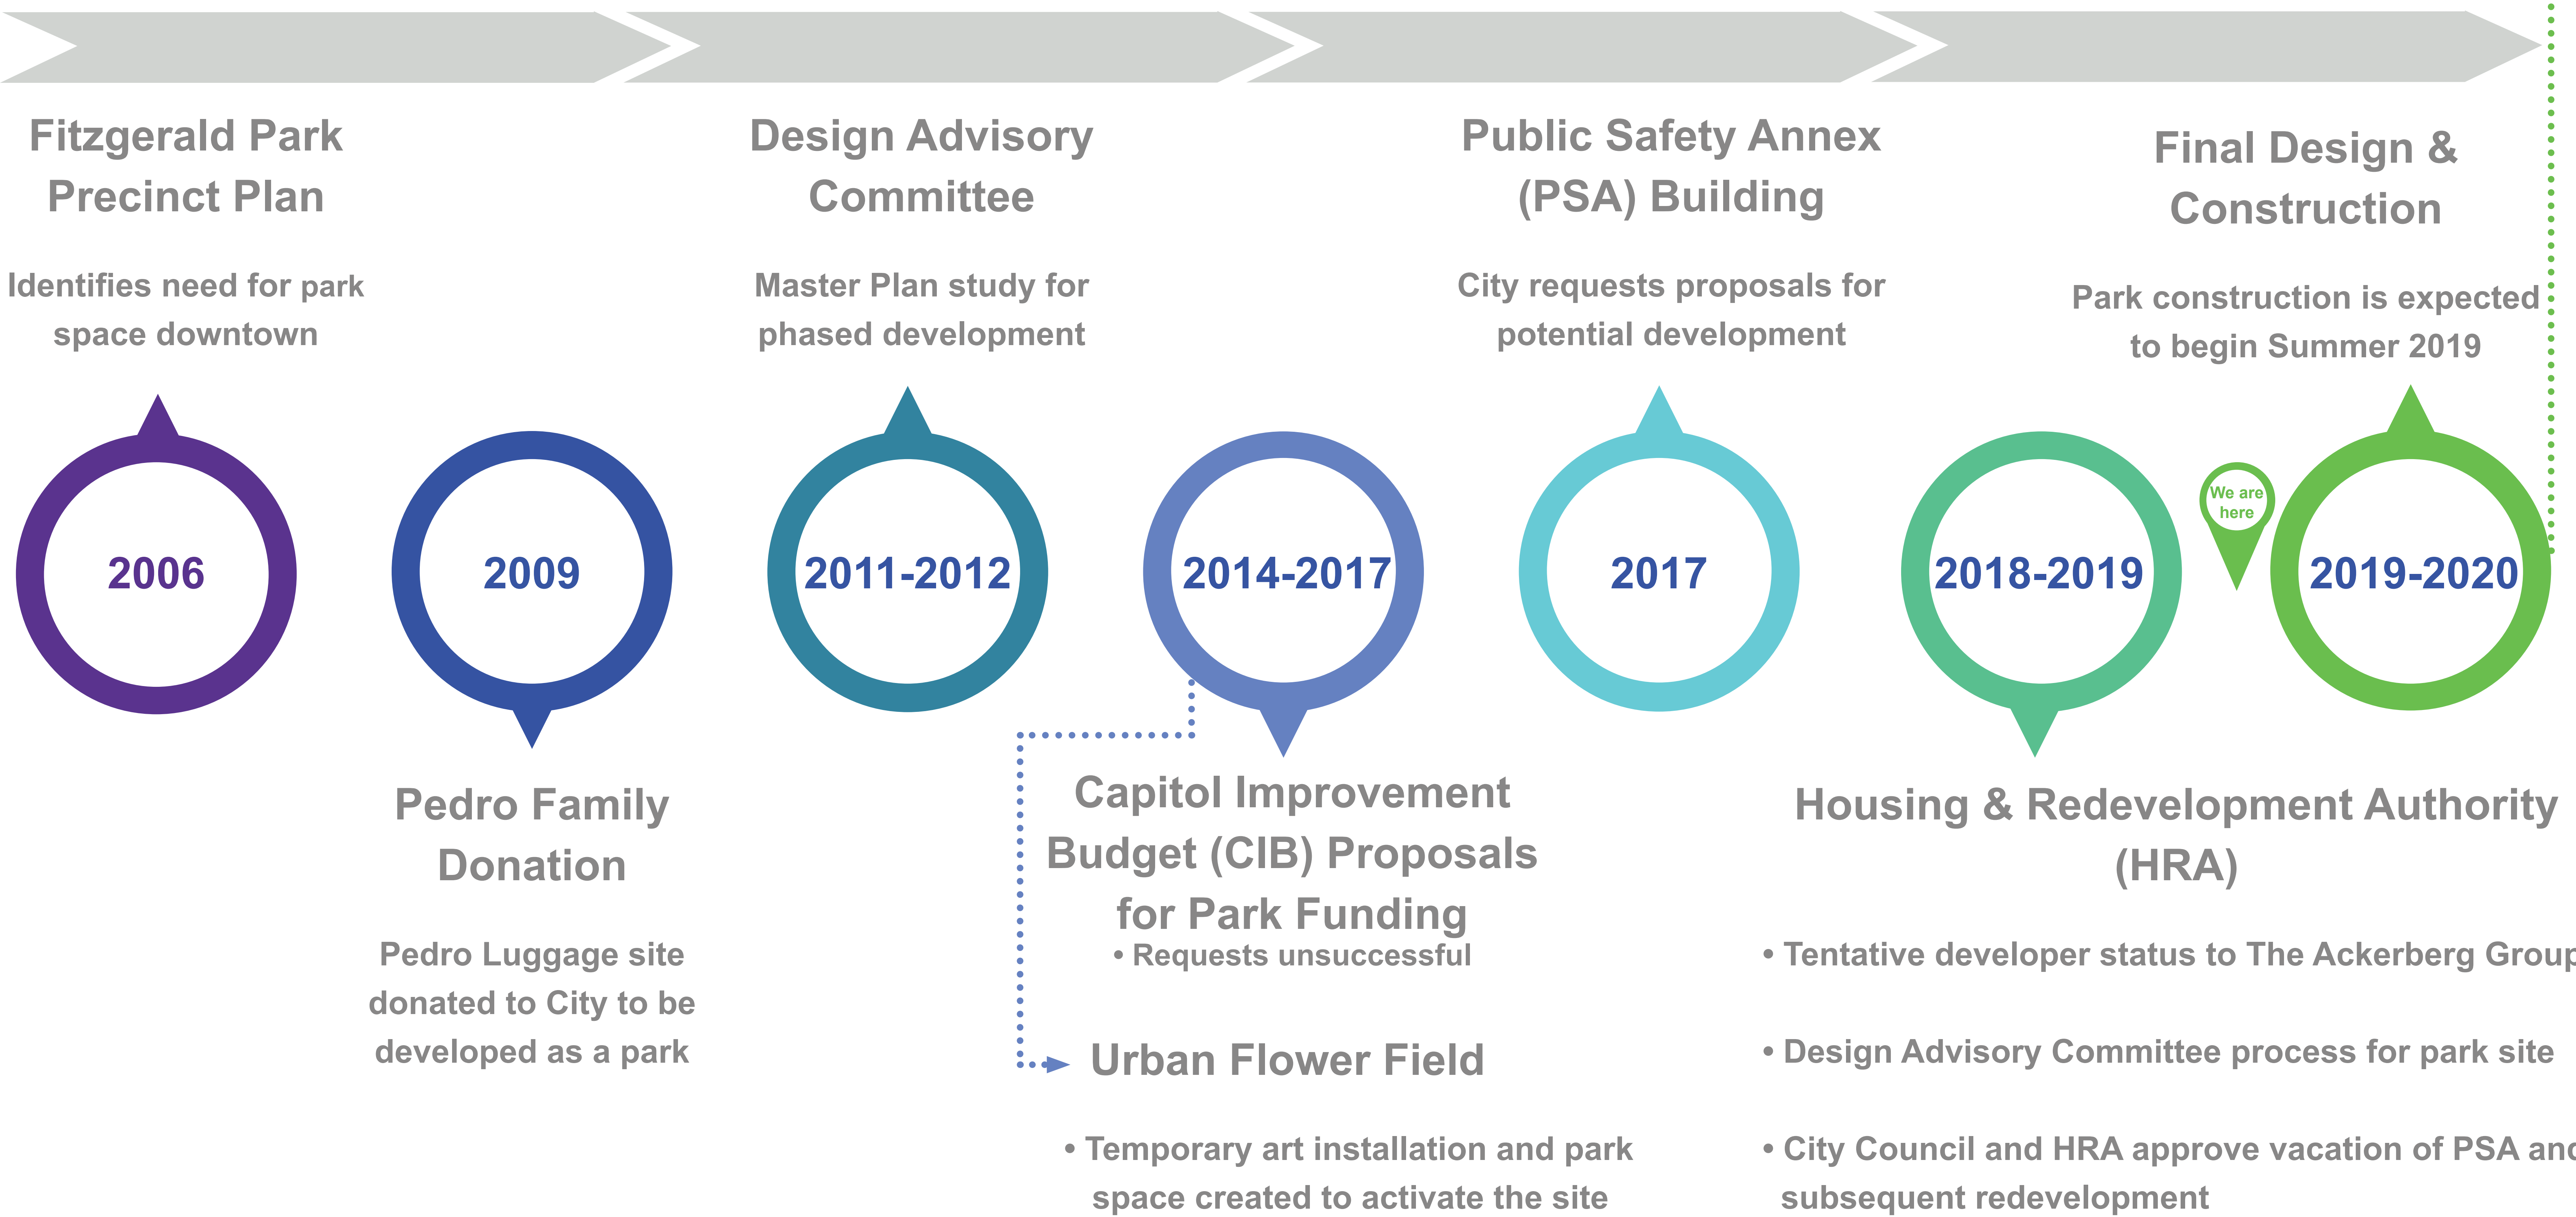 Fitzgerald Park
Precinct Plan
Identifies need for park
space downtown
Design Advisory
Committee
Master Plan study for
phased development
Public Safety Annex
(PSA) Building
City requests proposals for
potential development
Final Design &
Construction
Park construction is expected
to begin Summer 2019
2006
2009
2011-2012
2014-2017
2017
2018-2019
We are
here
2019-2020
Pedro Family
Donation
Pedro Luggage site
donated to City to be
developed as a park
Capitol Improvement
Budget (CIB) Proposals
for Park Funding
• Requests unsuccessful
Urban Flower Field
• Temporary art installation and park
space created to activate the site
Housing & Redevelopment Authority
(HRA)
• Tentative developer status to The Ackerberg Group
• Design Advisory Committee process for park site
• City Council and HRA approve vacation of PSA and
subsequent redevelopment